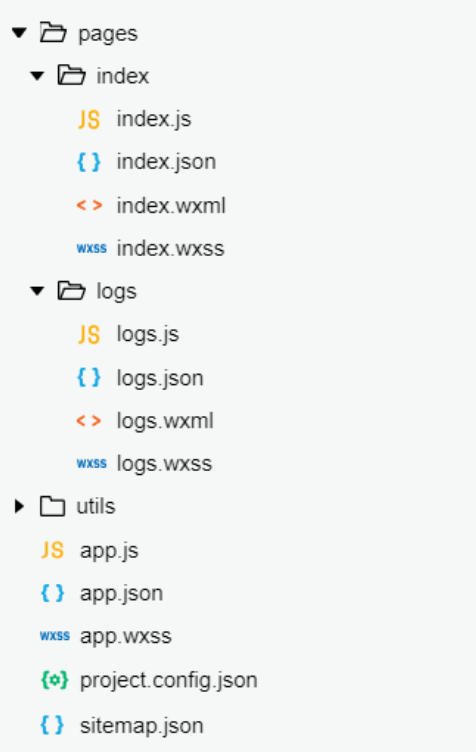 pages
index
JS index.js
{ } index.json
< > index.wxml
wxss index.wxss
logs
JS logs.js
{ } logs.json
< > logs.wxml
wxss logs.wxss
utils
JS app.js
{ } app.json
wxss app.wxss
{⚙} project.config.json
{ } sitemap.json